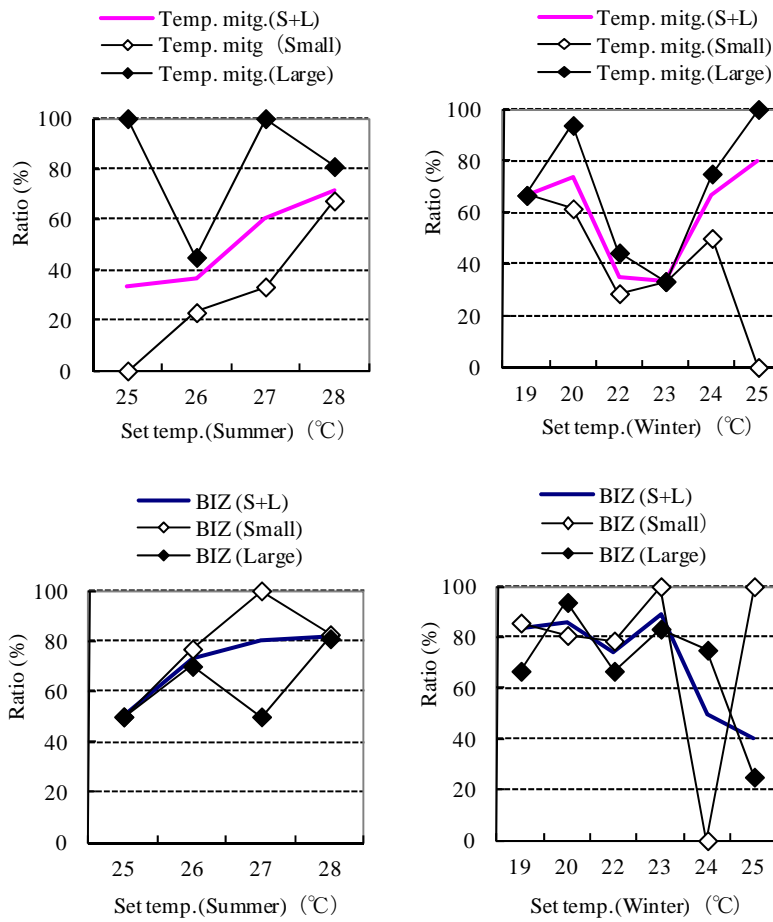 Temp. mitg.(S+L)
Temp. mitg (Small)
Temp. mitg.(Large)
100
80
60
40
20
0
Ratio (%)
25 26 27 28
Set temp.(Summer) (℃)
Temp. mitg.(S+L)
Temp. mitg.(Small)
Temp. mitg.(Large)
100
80
60
40
20
0
Ratio (%)
19 20 22 23 24 25
Set temp.(Winter) (℃)
BIZ (S+L)
BIZ (Small)
BIZ (Large)
100
80
60
40
20
0
Ratio (%)
25 26 27 28
Set temp.(Summer) (℃)
BIZ (S+L)
BIZ (Small)
BIZ (Large)
100
80
60
40
20
0
Ratio (%)
19 20 22 23 24 25
Set temp.(Winter) (℃)